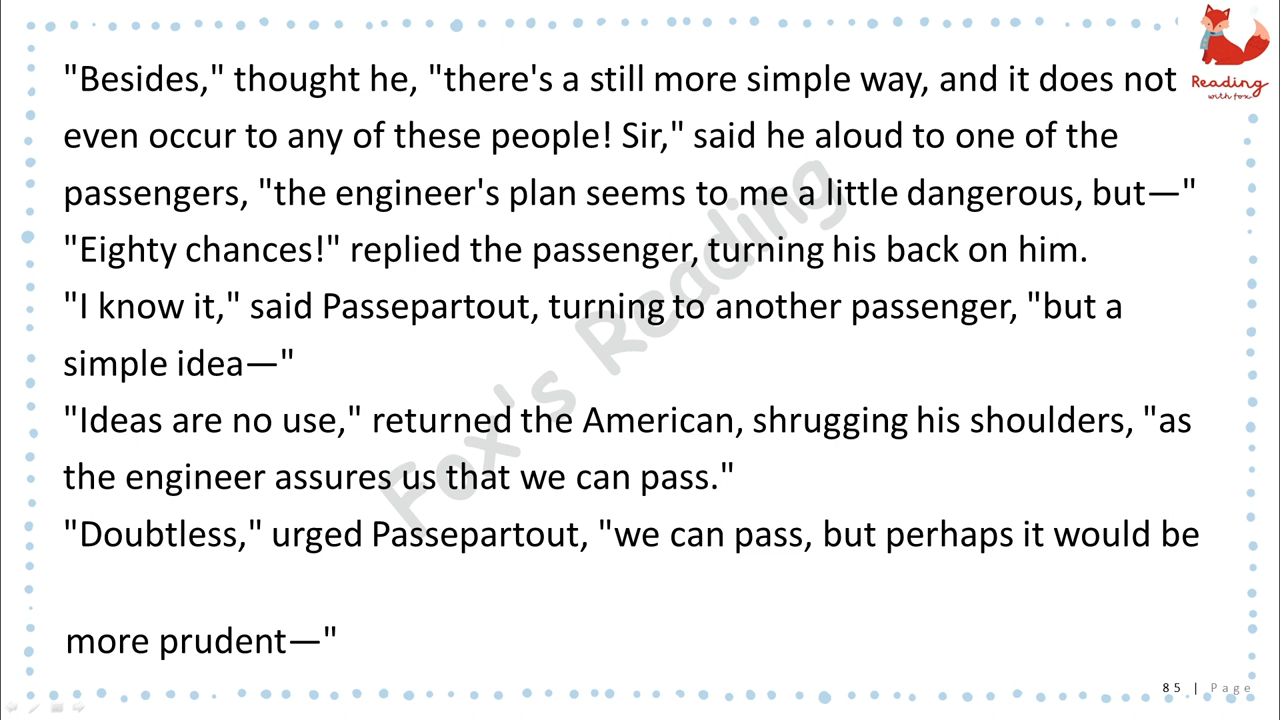 "Besides," thought he, "there's a still more simple way, and it does not
even occur to any of these people! Sir," said he aloud to one of the
passengers, "the engineer's plan seems to me a little dangerous, but—"
"Eighty chances!" replied the passenger, turning his back on him.
"I know it," said Passepartout, turning to another passenger, "but a
simple idea—"
"Ideas are no use," returned the American, shrugging his shoulders, "as
the engineer assures us that we can pass."
"Doubtless," urged Passepartout, "we can pass, but perhaps it would be
more prudent—"
Reading
with fox
Fox's Reading
85 | Page